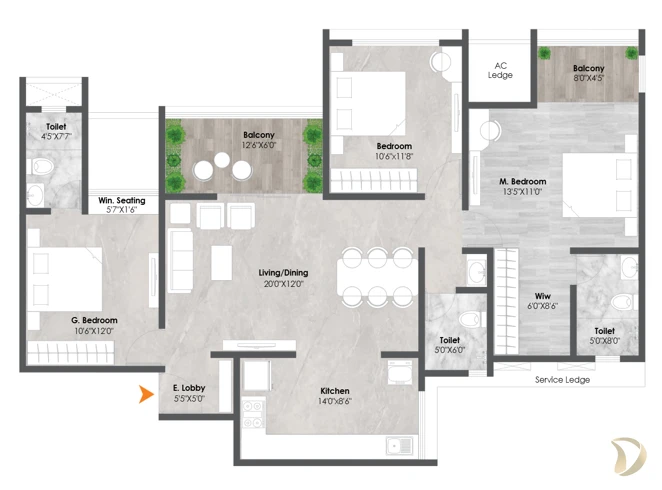 AC
Ledge
Balcony
8'0"X4'5"
Toilet
4'5"X7'7"
Balcony
12'6"X6'0"
Bedroom
10'6"x11'8"
M. Bedroom
13'5"X11'0"
Win. Seating
5'7"X1'6"
Living/Dining
20'0"X12'0"
G. Bedroom
10'6"X12'0"
Wiw
6'0"X8'6"
Toilet
5'0"X6'0"
Toilet
5'0"X8'0"
E. Lobby
5'5"X5'0"
Kitchen
14'0"x8'6"
Service Ledge